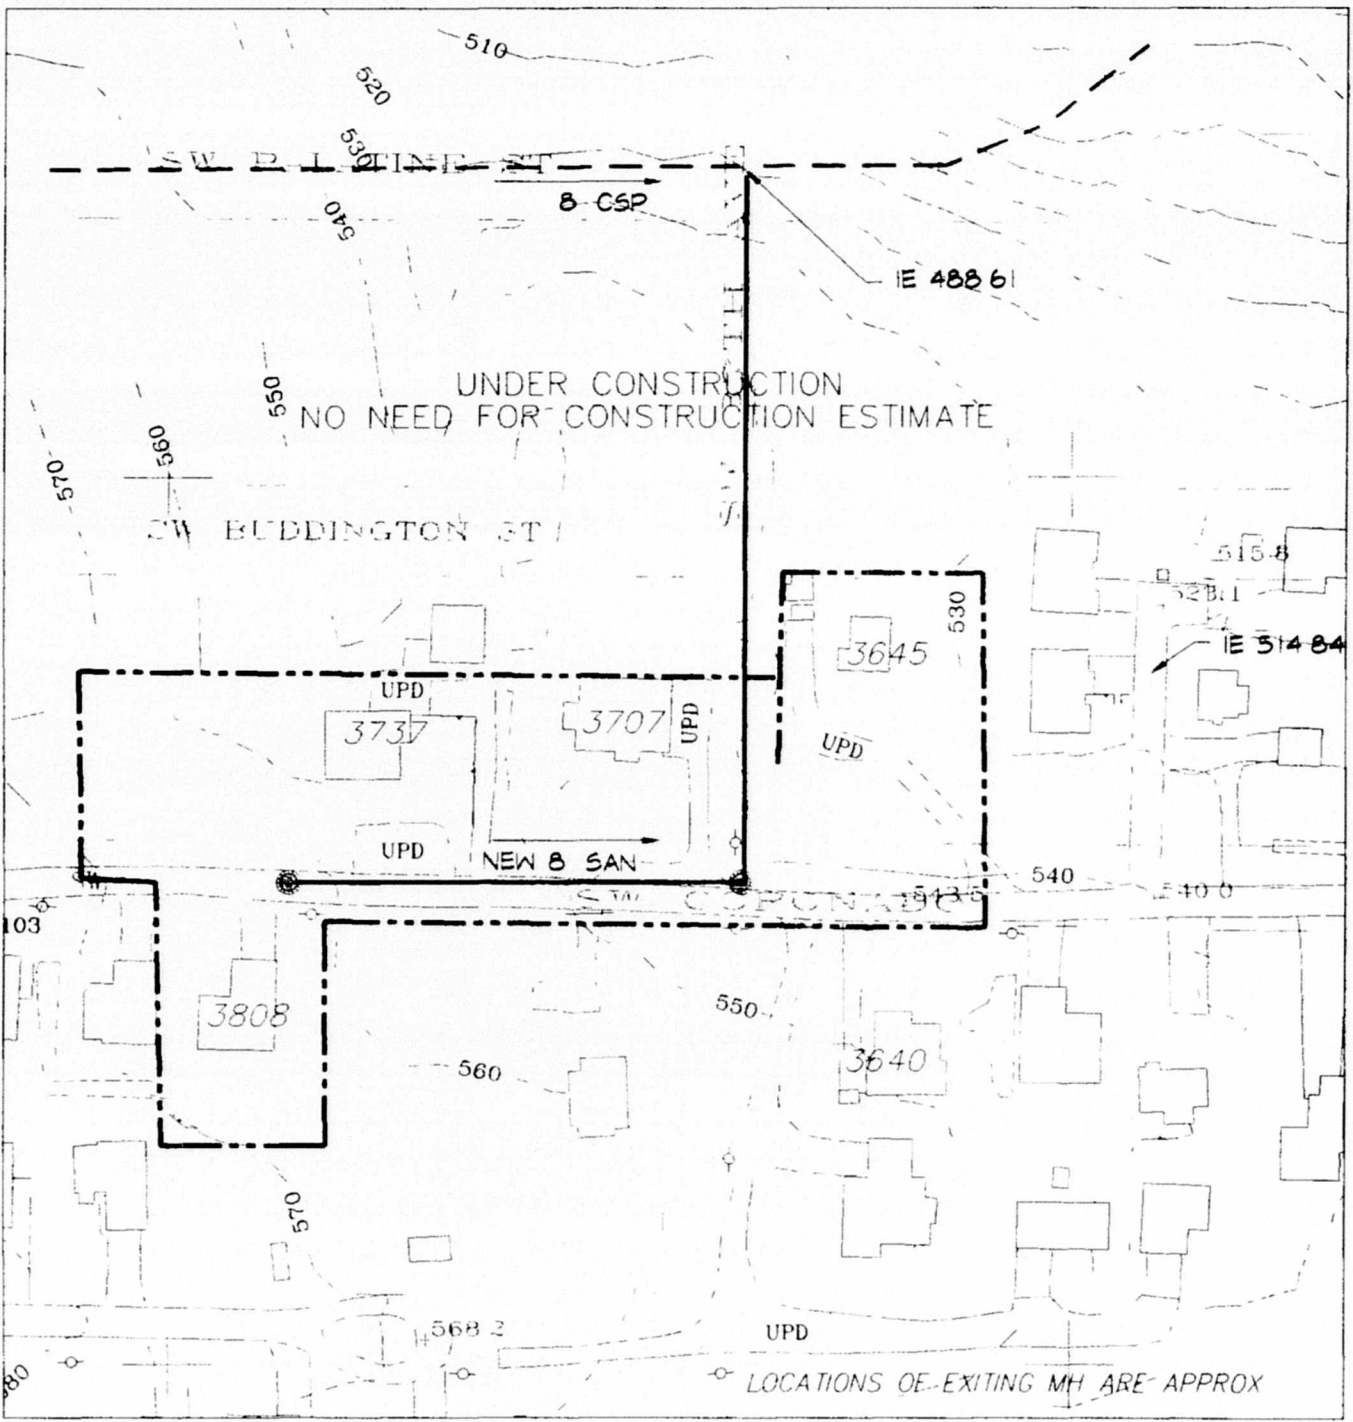 510
520
530
540
8 CSP
IE 488 61
UNDER CONSTRUCTION
NO NEED FOR CONSTRUCTION ESTIMATE
550
560
570
SW BUDDINGTON ST
515 8
530
IE 514 84
3645
UPD
3737
3707
UPD
UPD
UPD
NEW 8 SAN
SW CORONADO
543.5
540
540 0
103
3808
550
560
3640
570
568 2
UPD
580
LOCATIONS OF EXITING MH ARE APPROX